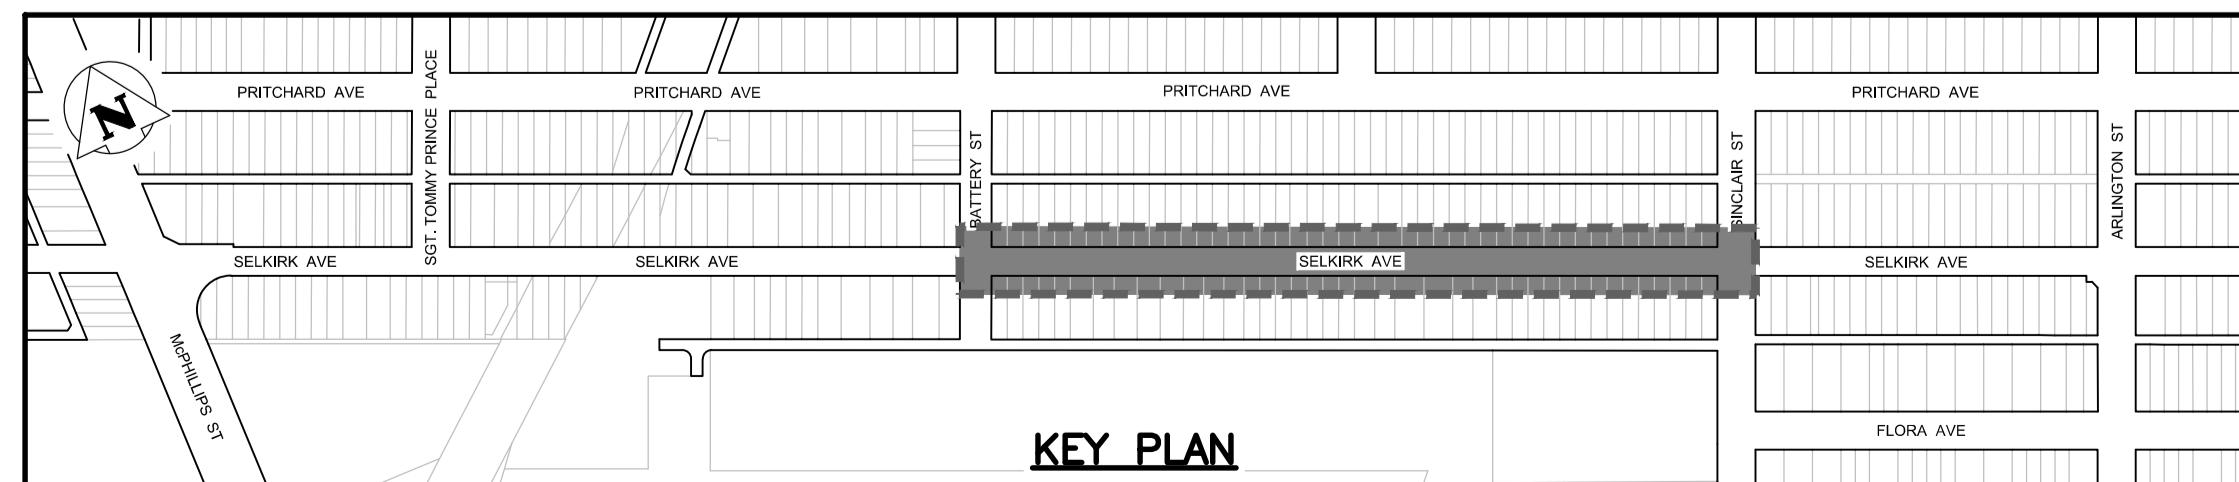 PRITCHARD AVE
PRITCHARD AVE
PRITCHARD AVE
PRITCHARD AVE
N
SGT. TOMMY PRINCE PLACE
BATTERY ST
SINCLAIR ST
ARLINGTON ST
SELKIRK AVE
SELKIRK AVE
SELKIRK AVE
SELKIRK AVE
McPHILLIPS ST
FLORA AVE
KEY PLAN